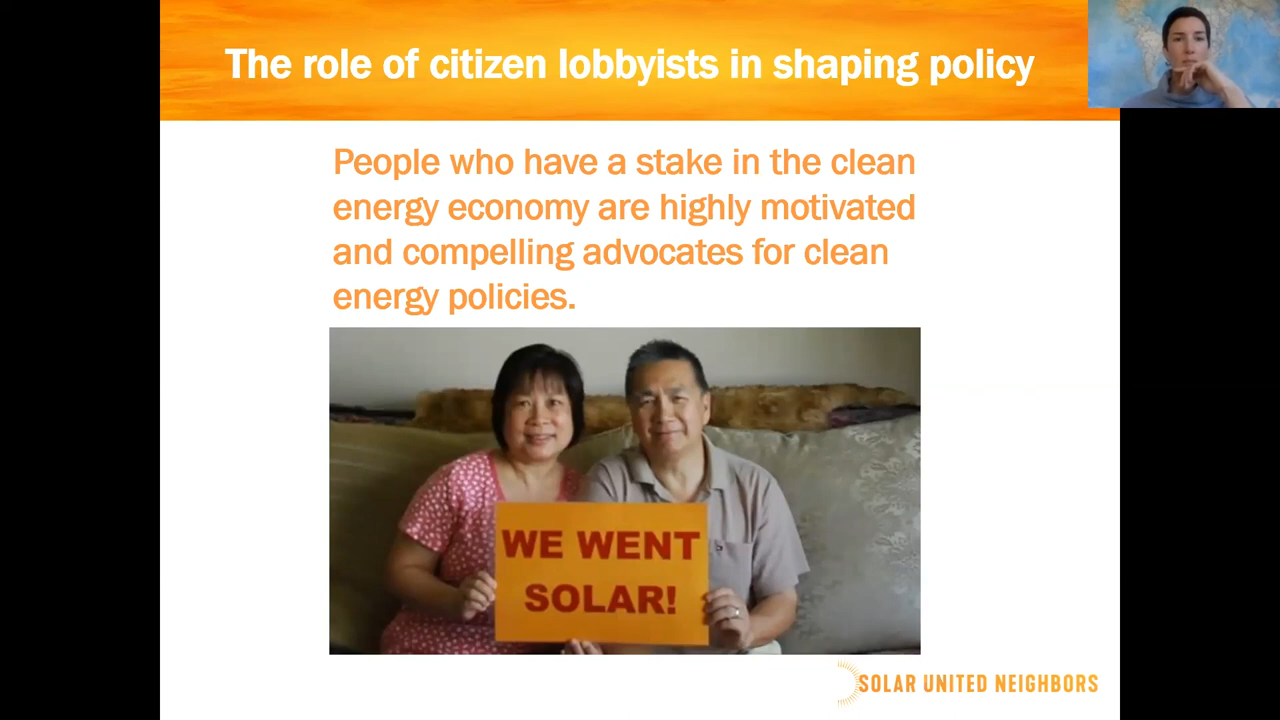 The role of citizen lobbyists in shaping policy
People who have a stake in the clean
energy economy are highly motivated
and compelling advocates for clean
energy policies.
WE WENT
SOLAR!
SOLAR UNITED NEIGHBORS